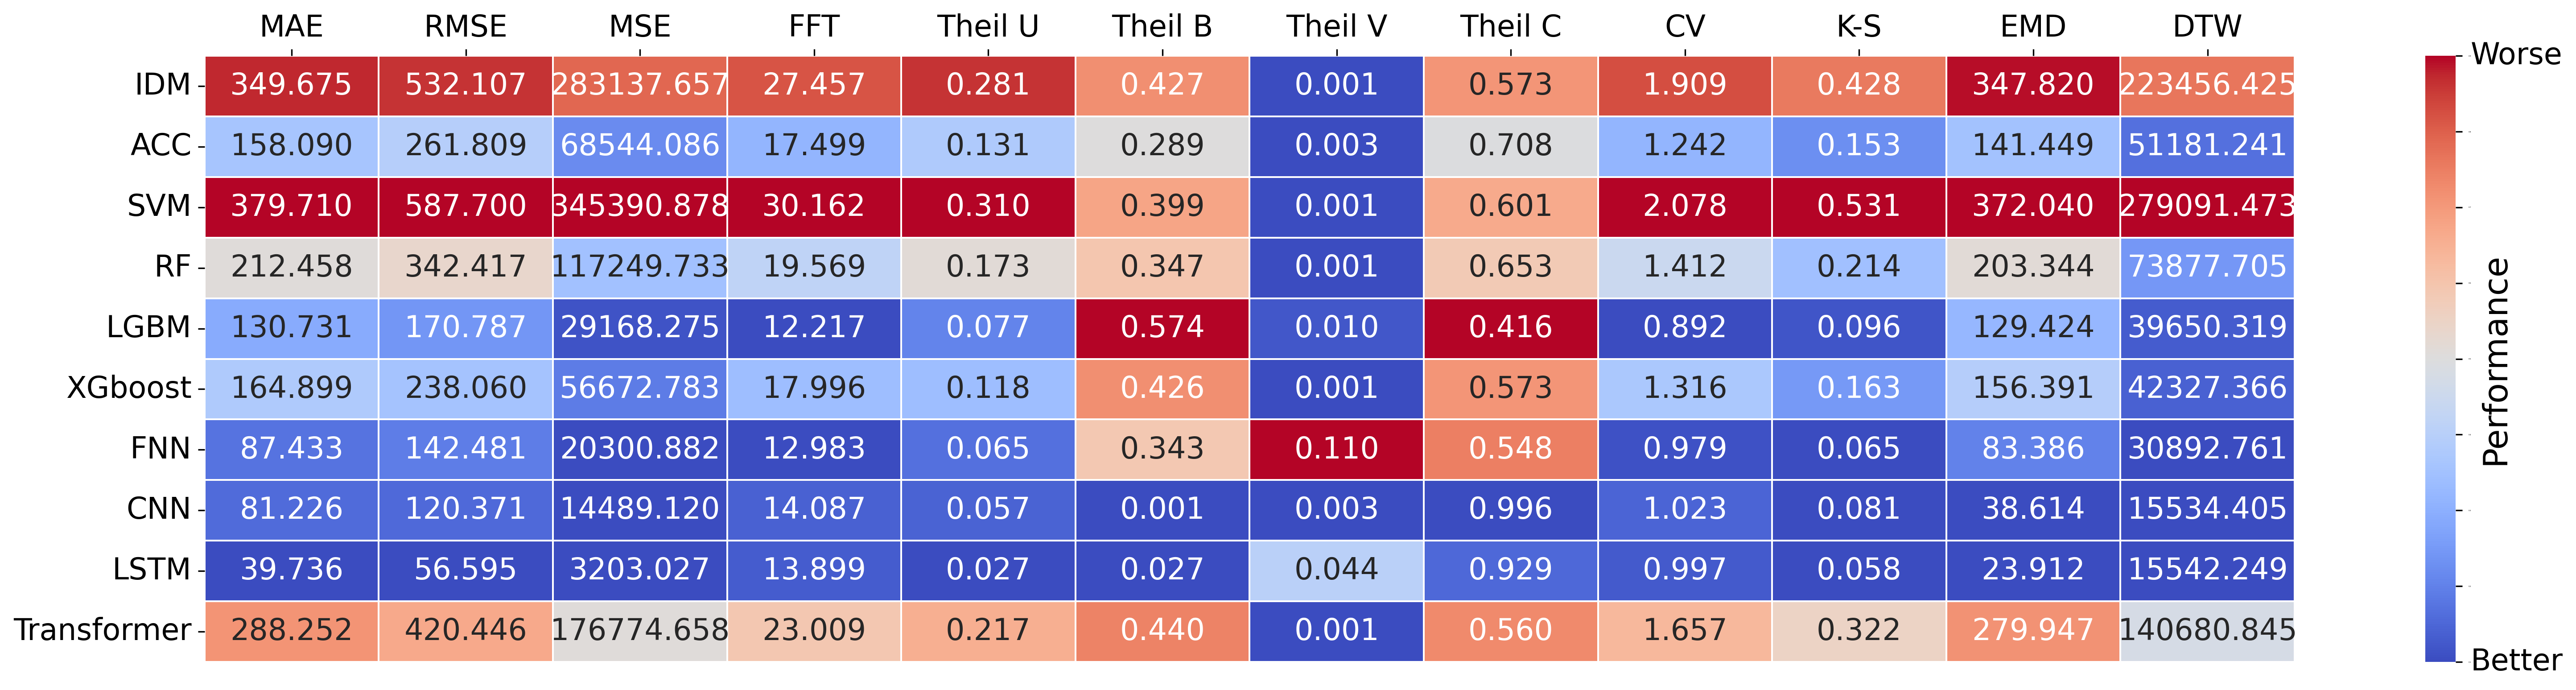 MAE RMSE MSE FFT Theil U Theil B Theil V Theil C CV K-S EMD DTW
IDM 349.675 532.107 283137.657 27.457 0.281 0.427 0.001 0.573 1.909 0.428 347.820 223456.425
ACC 158.090 261.809 68544.086 17.499 0.131 0.289 0.003 0.708 1.242 0.153 141.449 51181.241
SVM 379.710 587.700 345390.878 30.162 0.310 0.399 0.001 0.601 2.078 0.531 372.040 279091.473
RF 212.458 342.417 117249.733 19.569 0.173 0.347 0.001 0.653 1.412 0.214 203.344 73877.705
LGBM 130.731 170.787 29168.275 12.217 0.077 0.574 0.010 0.416 0.892 0.096 129.424 39650.319
XGboost 164.899 238.060 56672.783 17.996 0.118 0.426 0.001 0.573 1.316 0.163 156.391 42327.366
FNN 87.433 142.481 20300.882 12.983 0.065 0.343 0.110 0.548 0.979 0.065 83.386 30892.761
CNN 81.226 120.371 14489.120 14.087 0.057 0.001 0.003 0.996 1.023 0.081 38.614 15534.405
LSTM 39.736 56.595 3203.027 13.899 0.027 0.027 0.044 0.929 0.997 0.058 23.912 15542.249
Transformer 288.252 420.446 176774.658 23.009 0.217 0.440 0.001 0.560 1.657 0.322 279.947 140680.845
Worse
Performance
Better